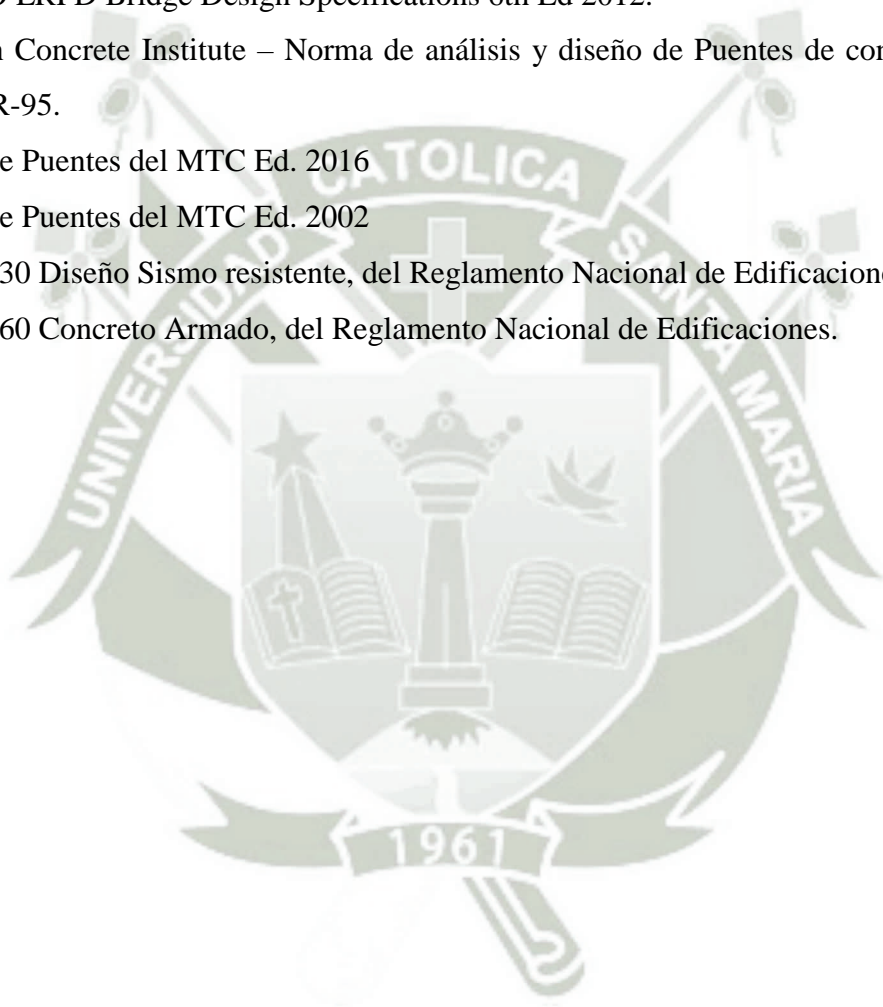 LRFD Bridge Design Specifications 6th Ed 2012.
Concrete Institute – Norma de análisis y diseño de Puentes de con
R-95.
e Puentes del MTC Ed. 2016
e Puentes del MTC Ed. 2002
30 Diseño Sismo resistente, del Reglamento Nacional de Edificacione
60 Concreto Armado, del Reglamento Nacional de Edificaciones.
UNIVERSIDAD CATOLICA SANTA MARIA
1961